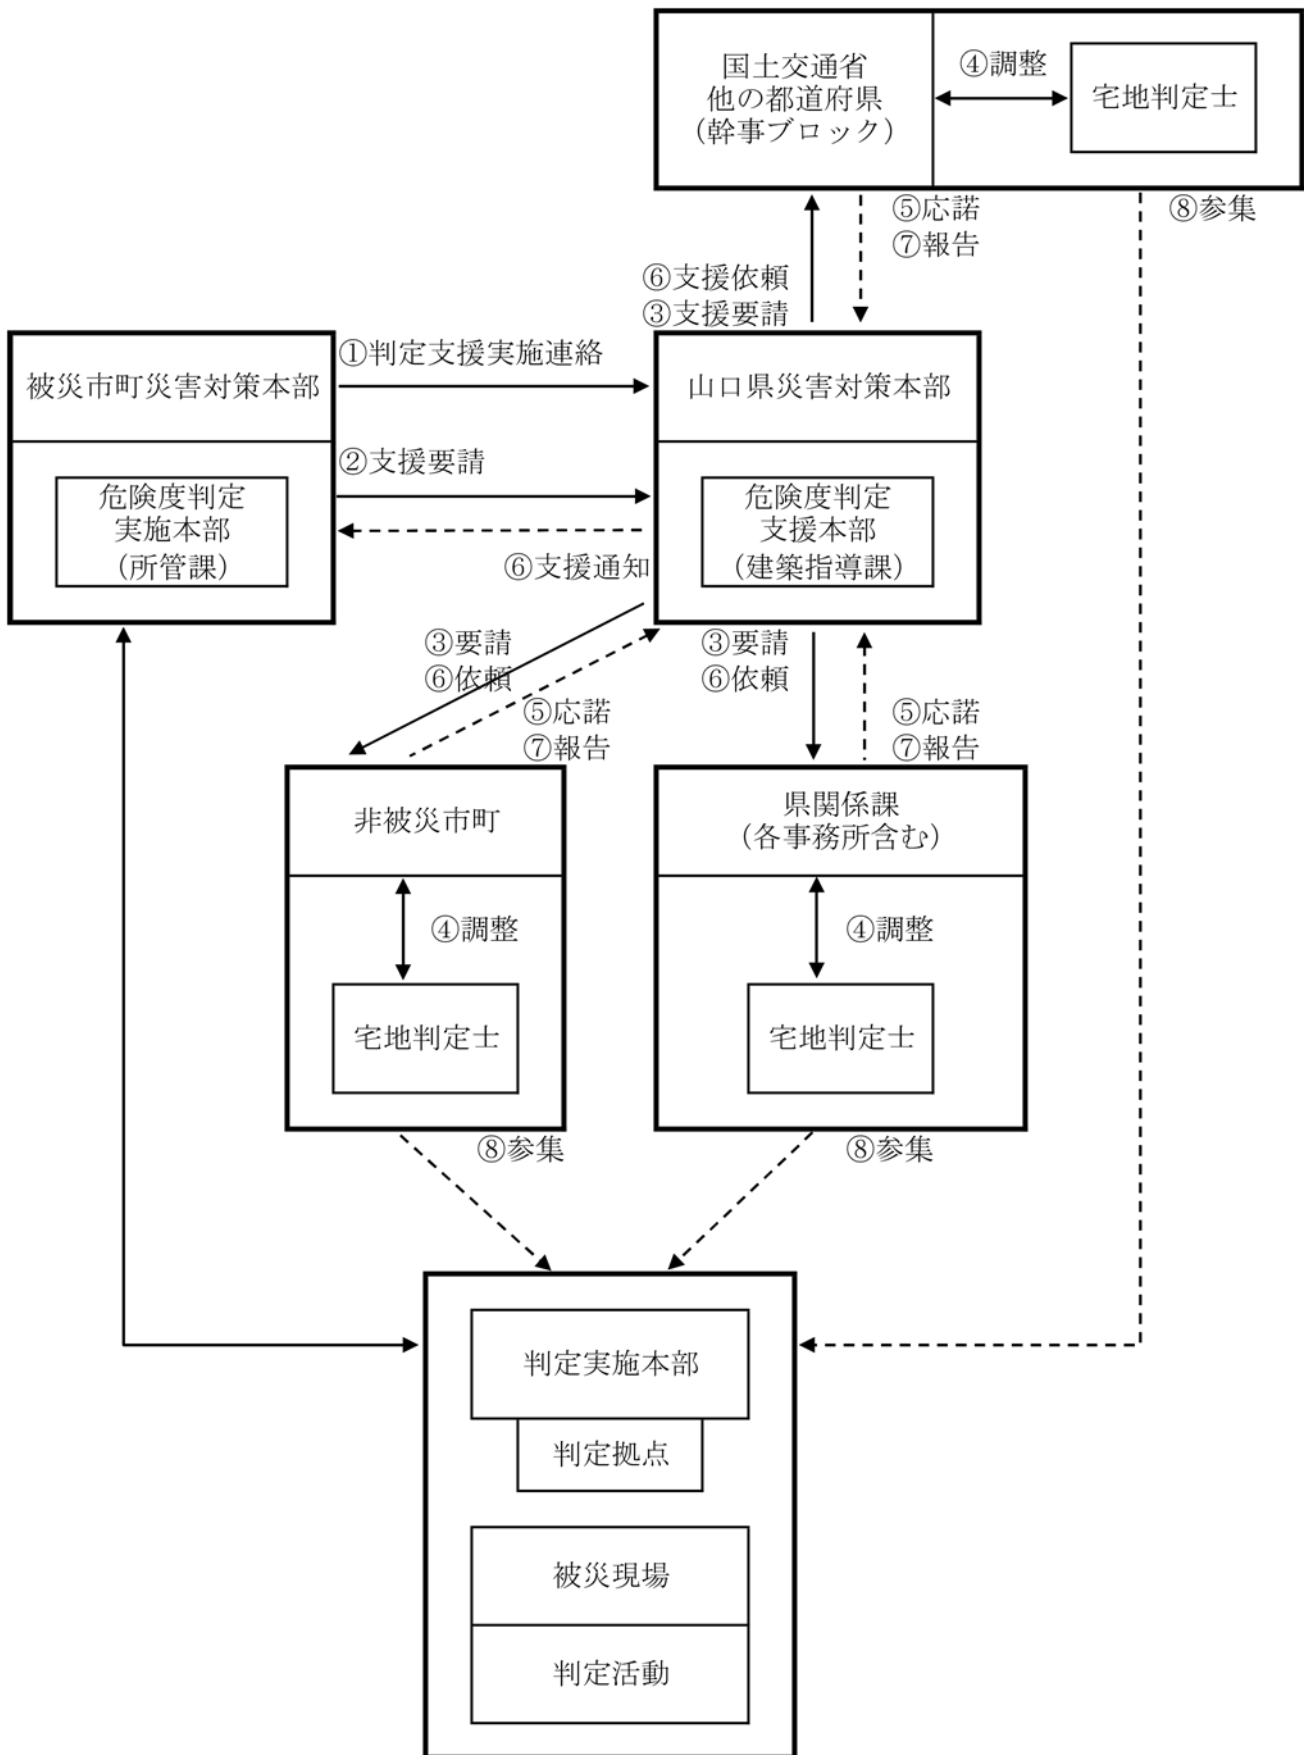 国土交通省
他の都道府県
（幹事ブロック）
④調整
宅地判定士
⑤応諾
⑦報告
⑧参集
⑥支援依頼
③支援要請
被災市町災害対策本部
①判定支援実施連絡
山口県災害対策本部
②支援要請
危険度判定
実施本部
（所管課）
危険度判定
支援本部
（建築指導課）
⑥支援通知
③要請
⑥依頼
③要請
⑥依頼
⑤応諾
⑦報告
⑤応諾
⑦報告
非被災市町
県関係課
（各事務所含む）
④調整
④調整
宅地判定士
宅地判定士
⑧参集
⑧参集
判定実施本部
判定拠点
被災現場
判定活動